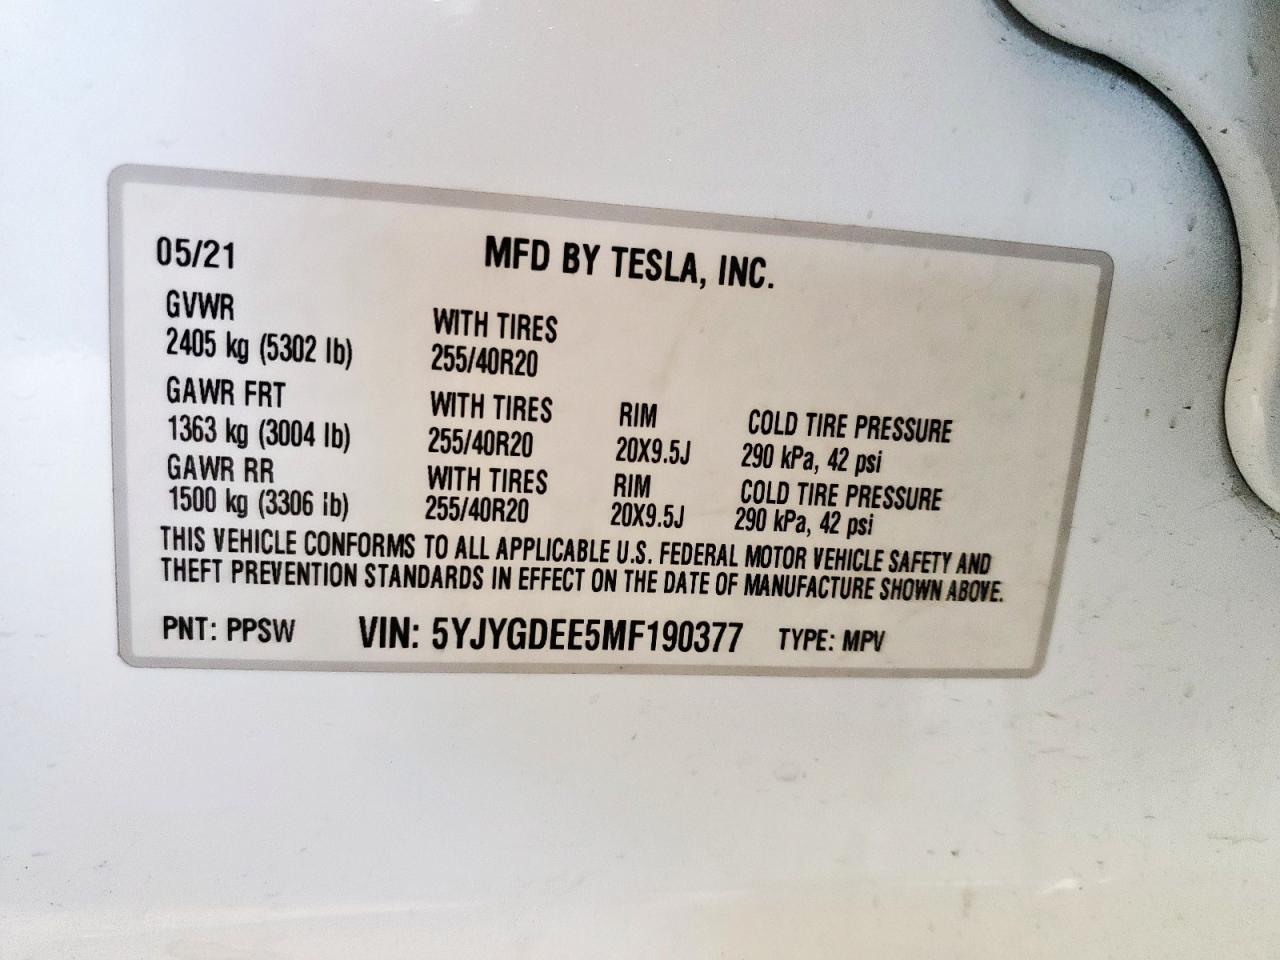 05/21 MFD BY TESLA, INC.
GVWR WITH TIRES
2405 kg (5302 lb) 255/40R20
GAWR FRT WITH TIRES RIM COLD TIRE PRESSURE
1363 kg (3004 lb) 255/40R20 20X9.5J 290 kPa, 42 psi
GAWR RR WITH TIRES RIM COLD TIRE PRESSURE
1500 kg (3306 lb) 255/40R20 20X9.5J 290 kPa, 42 psi
THIS VEHICLE CONFORMS TO ALL APPLICABLE U.S. FEDERAL MOTOR VEHICLE SAFETY AND
THEFT PREVENTION STANDARDS IN EFFECT ON THE DATE OF MANUFACTURE SHOWN ABOVE.
PNT: PPSW VIN: 5YJYGDEE5MF190377 TYPE: MPV